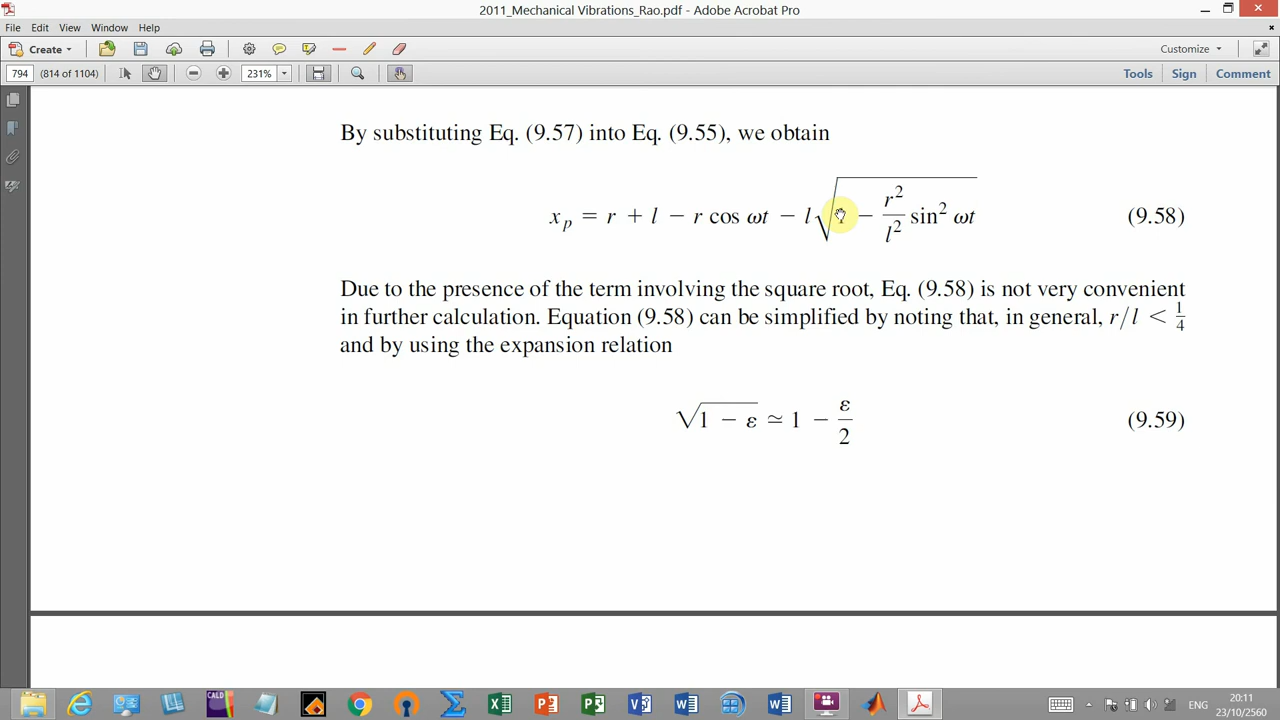 2011_Mechanical Vibrations_Rao.pdf - Adobe Acrobat Pro
File Edit View Window Help
Create Customize
794 (814 of 1104) 231% Tools Sign Comment
By substituting Eq. (9.57) into Eq. (9.55), we obtain
x_p = r + l − r cos ωt − l√(− r²/l² sin² ωt) (9.58)
Due to the presence of the term involving the square root, Eq. (9.58) is not very convenient
in further calculation. Equation (9.58) can be simplified by noting that, in general, r/l < 1/4
and by using the expansion relation
√(1 − ε) ≃ 1 − ε/2 (9.59)
CALD
ENG
20:11
23/10/2560